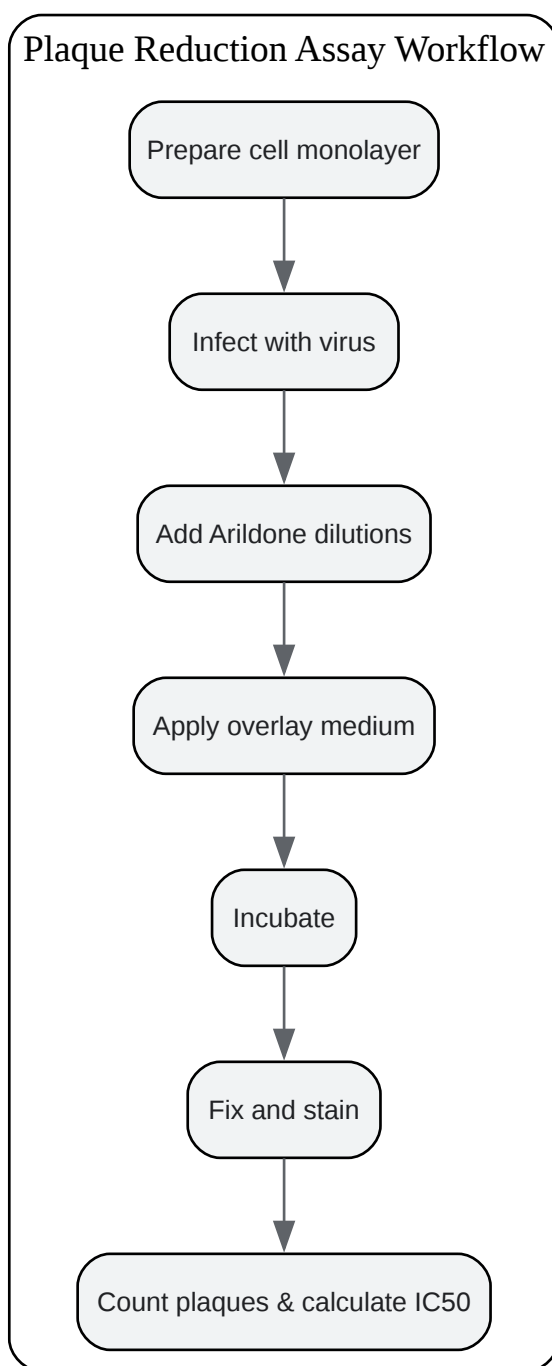 Plaque Reduction Assay Workflow
Prepare cell monolayer
Infect with virus
Add Arildone dilutions
Apply overlay medium
Incubate
Fix and stain
Count plaques & calculate IC50